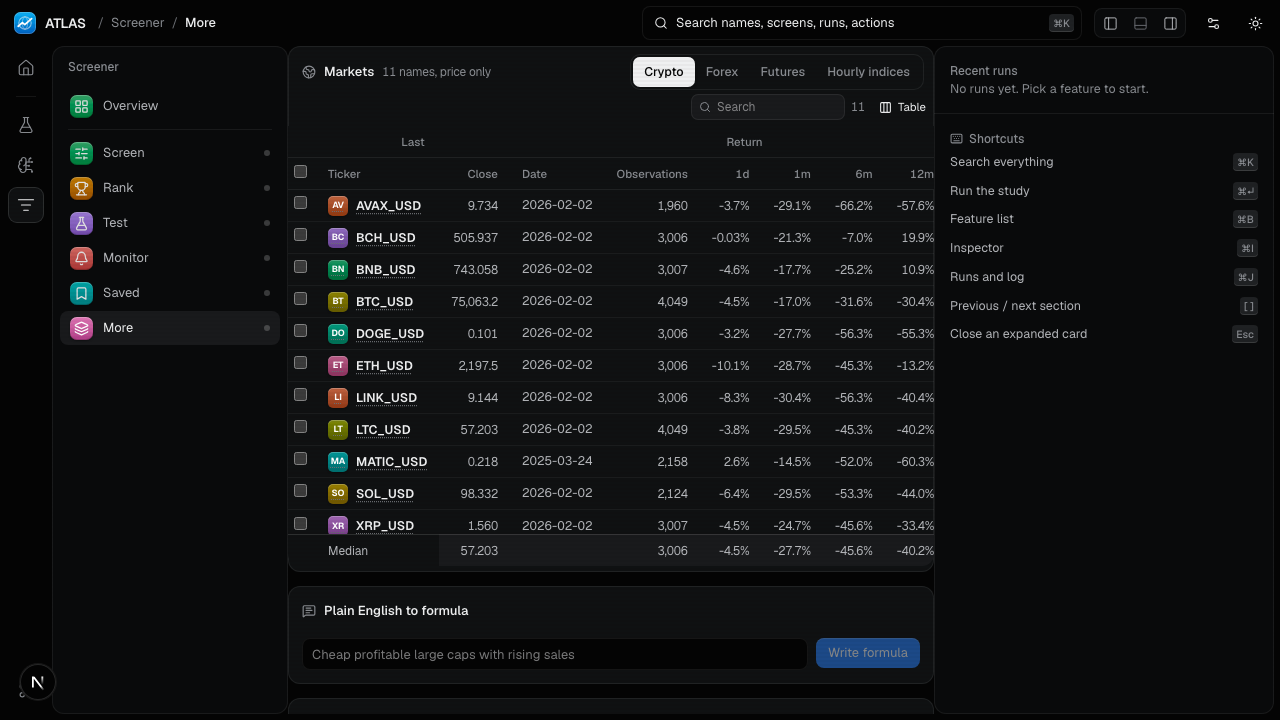 ATLAS / Screener / More
Search names, screens, runs, actions ⌘K
Screener
Overview
Screen
Rank
Test
Monitor
Saved
More
Markets 11 names, price only
Crypto Forex Futures Hourly indices
Search 11 Table
Last Return
Ticker Close Date Observations 1d 1m 6m 12m
AV AVAX_USD 9.734 2026-02-02 1,960 -3.7% -29.1% -66.2% -57.6%
BC BCH_USD 505.937 2026-02-02 3,006 -0.03% -21.3% -7.0% 19.9%
BN BNB_USD 743.058 2026-02-02 3,007 -4.6% -17.7% -25.2% 10.9%
BT BTC_USD 75,063.2 2026-02-02 4,049 -4.5% -17.0% -31.6% -30.4%
DO DOGE_USD 0.101 2026-02-02 3,006 -3.2% -27.7% -56.3% -55.3%
ET ETH_USD 2,197.5 2026-02-02 3,006 -10.1% -28.7% -45.3% -13.2%
LI LINK_USD 9.144 2026-02-02 3,006 -8.3% -30.4% -56.3% -40.4%
LT LTC_USD 57.203 2026-02-02 4,049 -3.8% -29.5% -45.3% -40.2%
MA MATIC_USD 0.218 2025-03-24 2,158 2.6% -14.5% -52.0% -60.3%
SO SOL_USD 98.332 2026-02-02 2,124 -6.4% -29.5% -53.3% -44.0%
XR XRP_USD 1.560 2026-02-02 3,007 -4.5% -24.7% -45.6% -33.4%
Median 57.203 3,006 -4.5% -27.7% -45.6% -40.2%
Plain English to formula
Cheap profitable large caps with rising sales Write formula
Recent runs
No runs yet. Pick a feature to start.
Shortcuts
Search everything ⌘K
Run the study ⌘⏎
Feature list ⌘B
Inspector ⌘I
Runs and log ⌘J
Previous / next section [ ]
Close an expanded card Esc
N